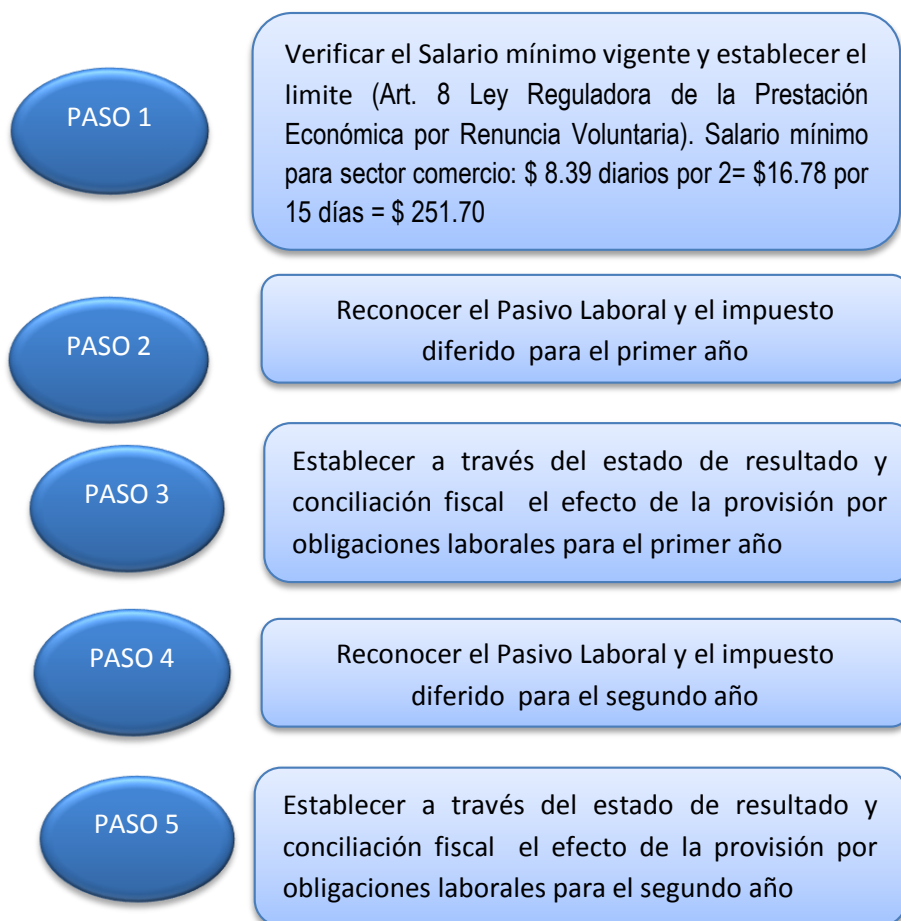 PASO 1
Verificar el Salario mínimo vigente y establecer el
limite (Art. 8 Ley Reguladora de la Prestación
Económica por Renuncia Voluntaria). Salario mínimo
para sector comercio: $ 8.39 diarios por 2= $16.78 por
15 días = $ 251.70
PASO 2
Reconocer el Pasivo Laboral y el impuesto
diferido para el primer año
PASO 3
Establecer a través del estado de resultado y
conciliación fiscal el efecto de la provisión por
obligaciones laborales para el primer año
PASO 4
Reconocer el Pasivo Laboral y el impuesto
diferido para el segundo año
PASO 5
Establecer a través del estado de resultado y
conciliación fiscal el efecto de la provisión por
obligaciones laborales para el segundo año